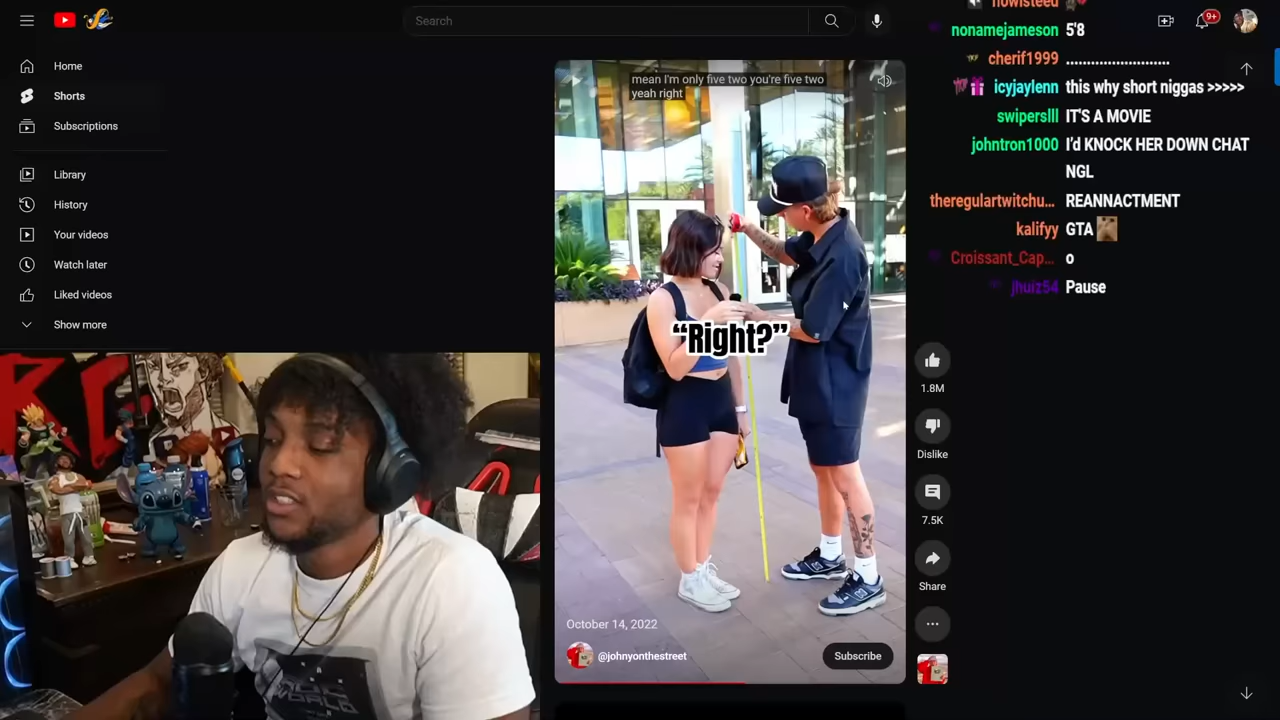 Search
9+
Home
Shorts
Subscriptions
Library
History
Your videos
Watch later
Liked videos
Show more
mean I'm only five two you're five two
yeah right
“Right?”
October 14, 2022
@johnyonthestreet
Subscribe
1.8M
Dislike
7.5K
Share
nonamejameson 5'8
cherif1999 .........................
icyjaylenn this why short niggas >>>>>
swiperslll IT'S A MOVIE
johntron1000 I'd KNOCK HER DOWN CHAT
NGL
theregulartwitchu... REANNACTMENT
kalifyy GTA
Croissant_Cap... o
jhuiz54 Pause